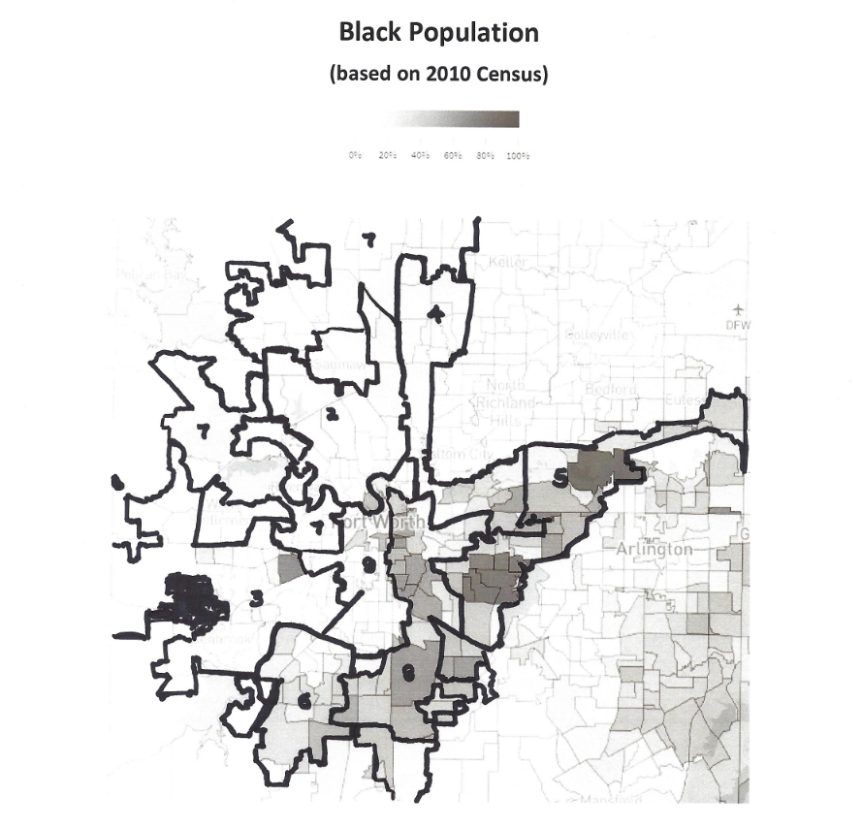 Black Population
(based on 2010 Census)
0% 20% 40% 60% 80% 100%
7
Keller
4
DFW
Colleyville
North
Richland
Hills
Bedford
Euless
2
7
5
7
Fort Worth
Arlington
9
3
8
6
Mansfield